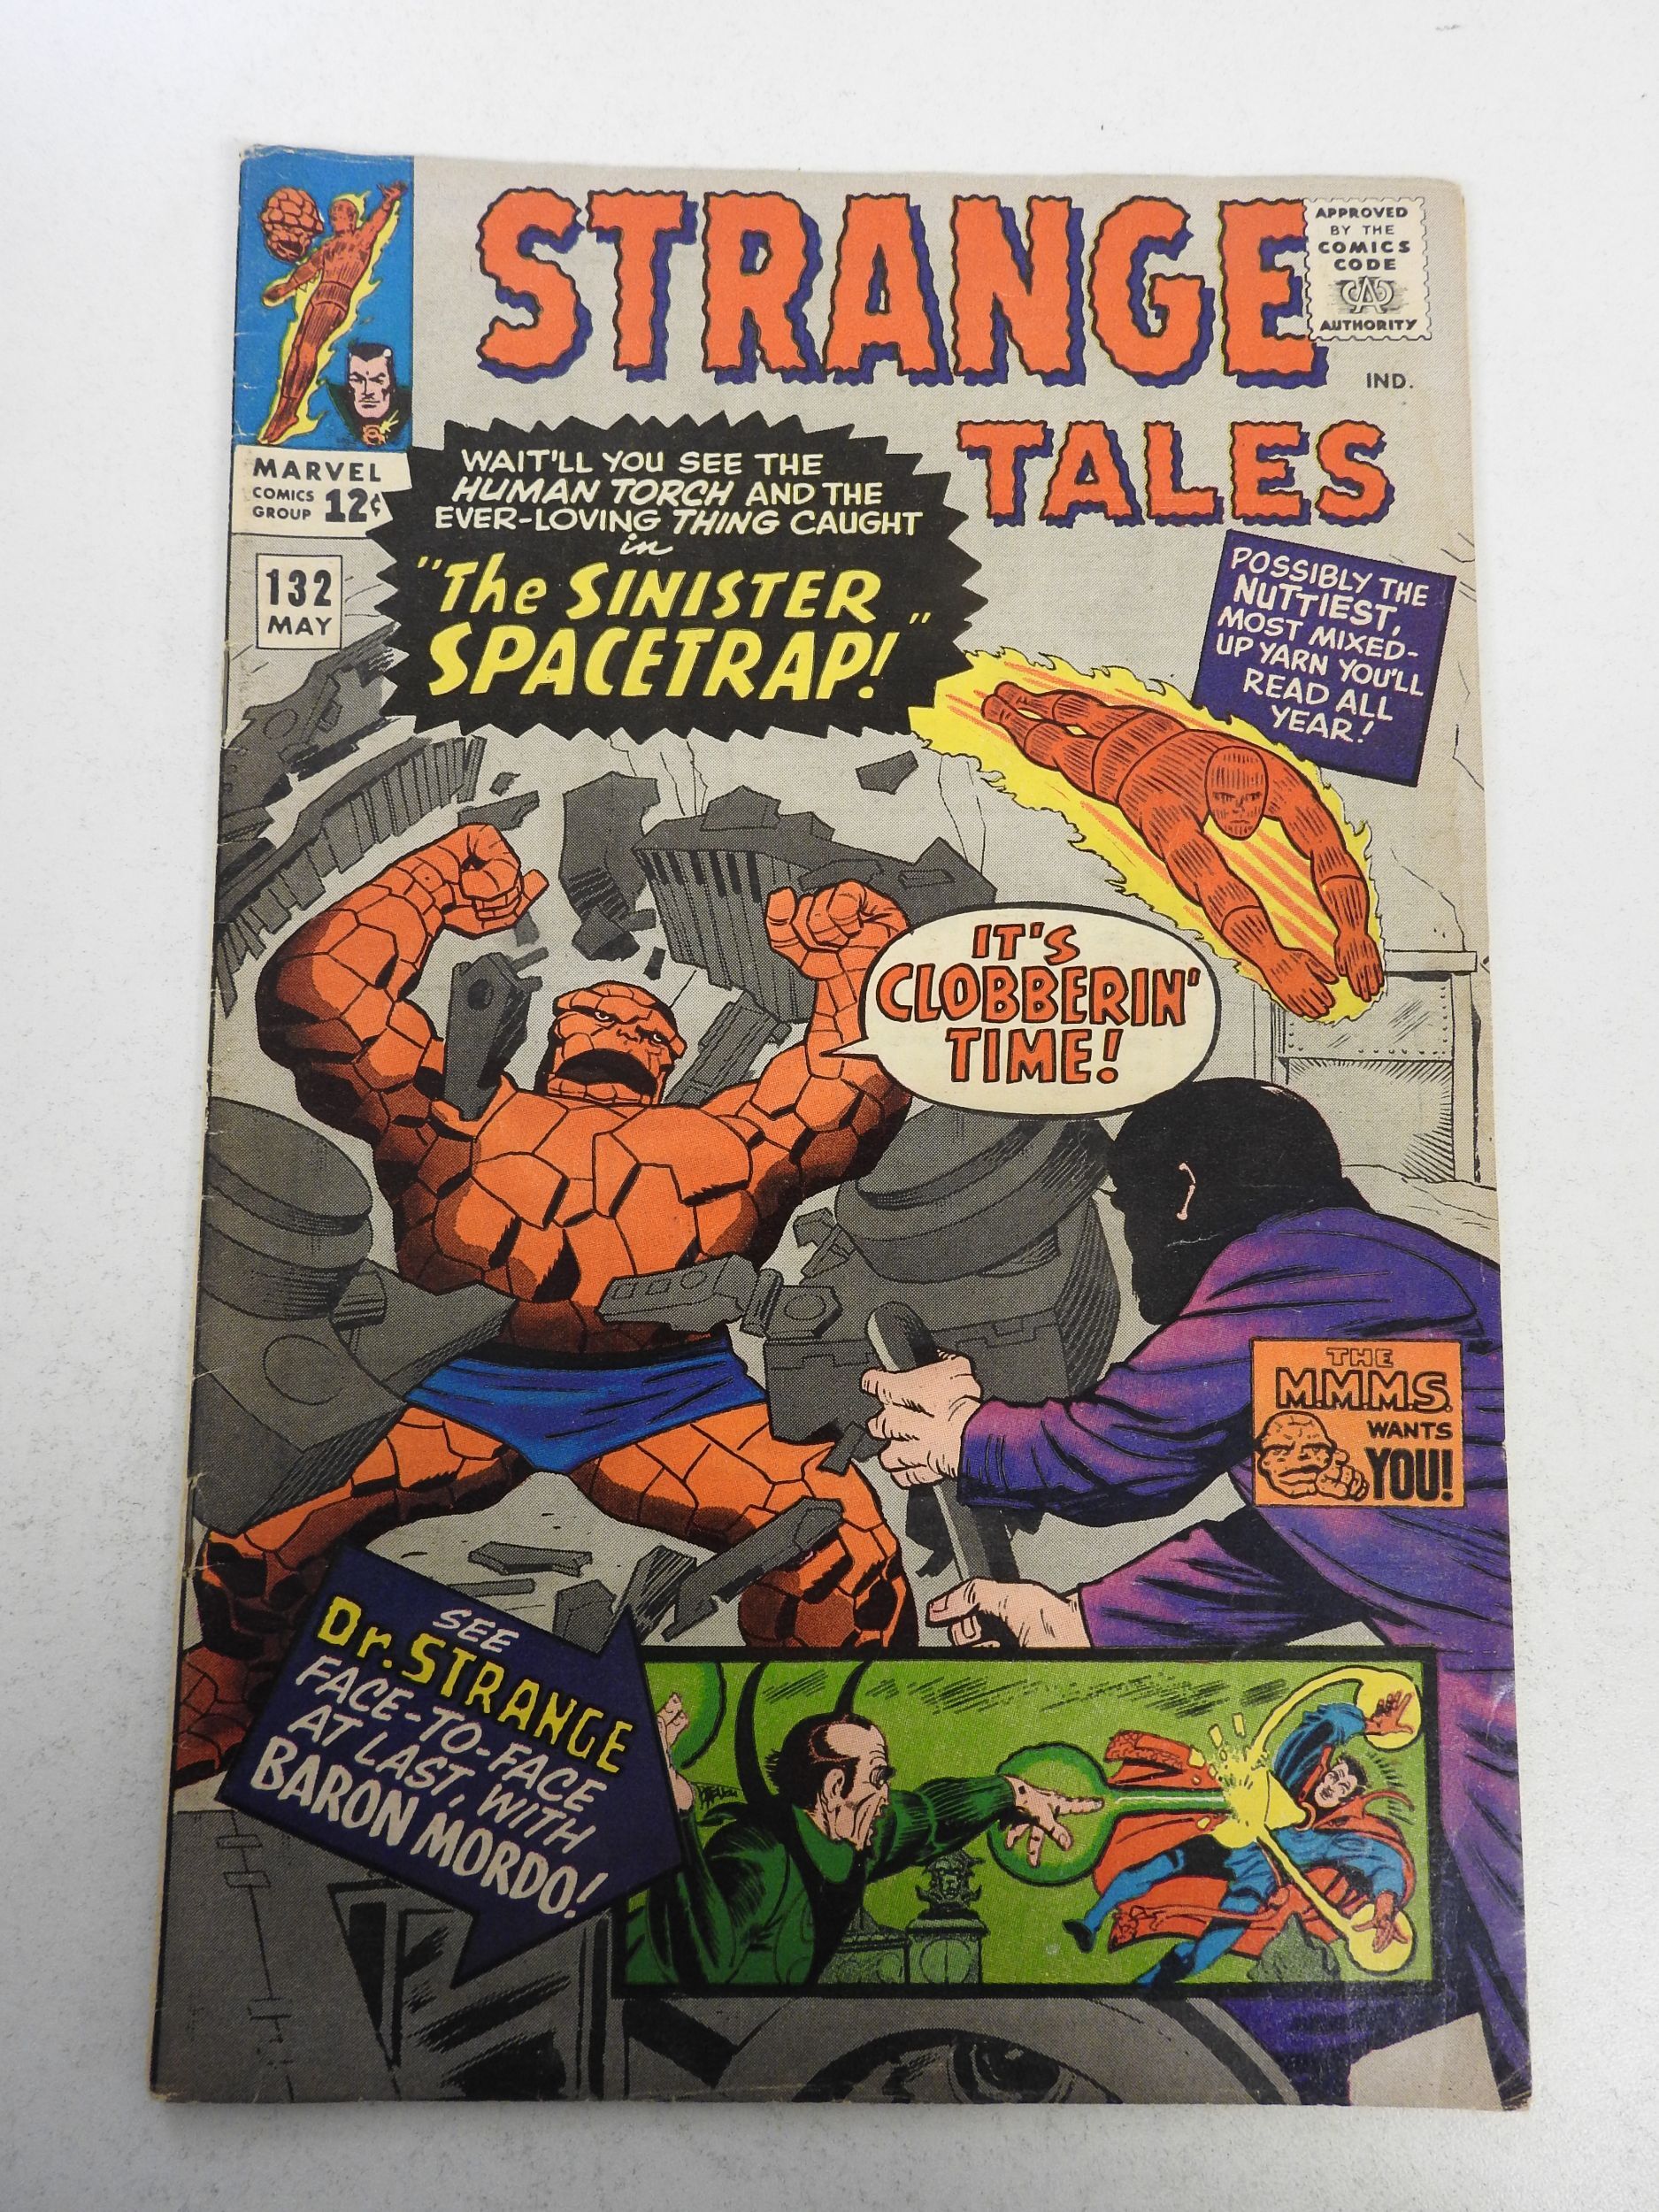 STRANGE
TALES
APPROVED
BY THE
COMICS
CODE
CA
AUTHORITY
IND.
MARVEL
COMICS
GROUP 12¢
132
MAY
WAIT'LL YOU SEE THE
HUMAN TORCH AND THE
EVER-LOVING THING CAUGHT
in
"The SINISTER
SPACETRAP!"
POSSIBLY THE
NUTTIEST,
MOST MIXED-
UP YARN YOU'LL
READ ALL
YEAR!
IT'S
CLOBBERIN'
TIME!
THE
M.M.M.S.
WANTS
YOU!
SEE
Dr. STRANGE
FACE-TO-FACE
AT LAST, WITH
BARON MORDO!